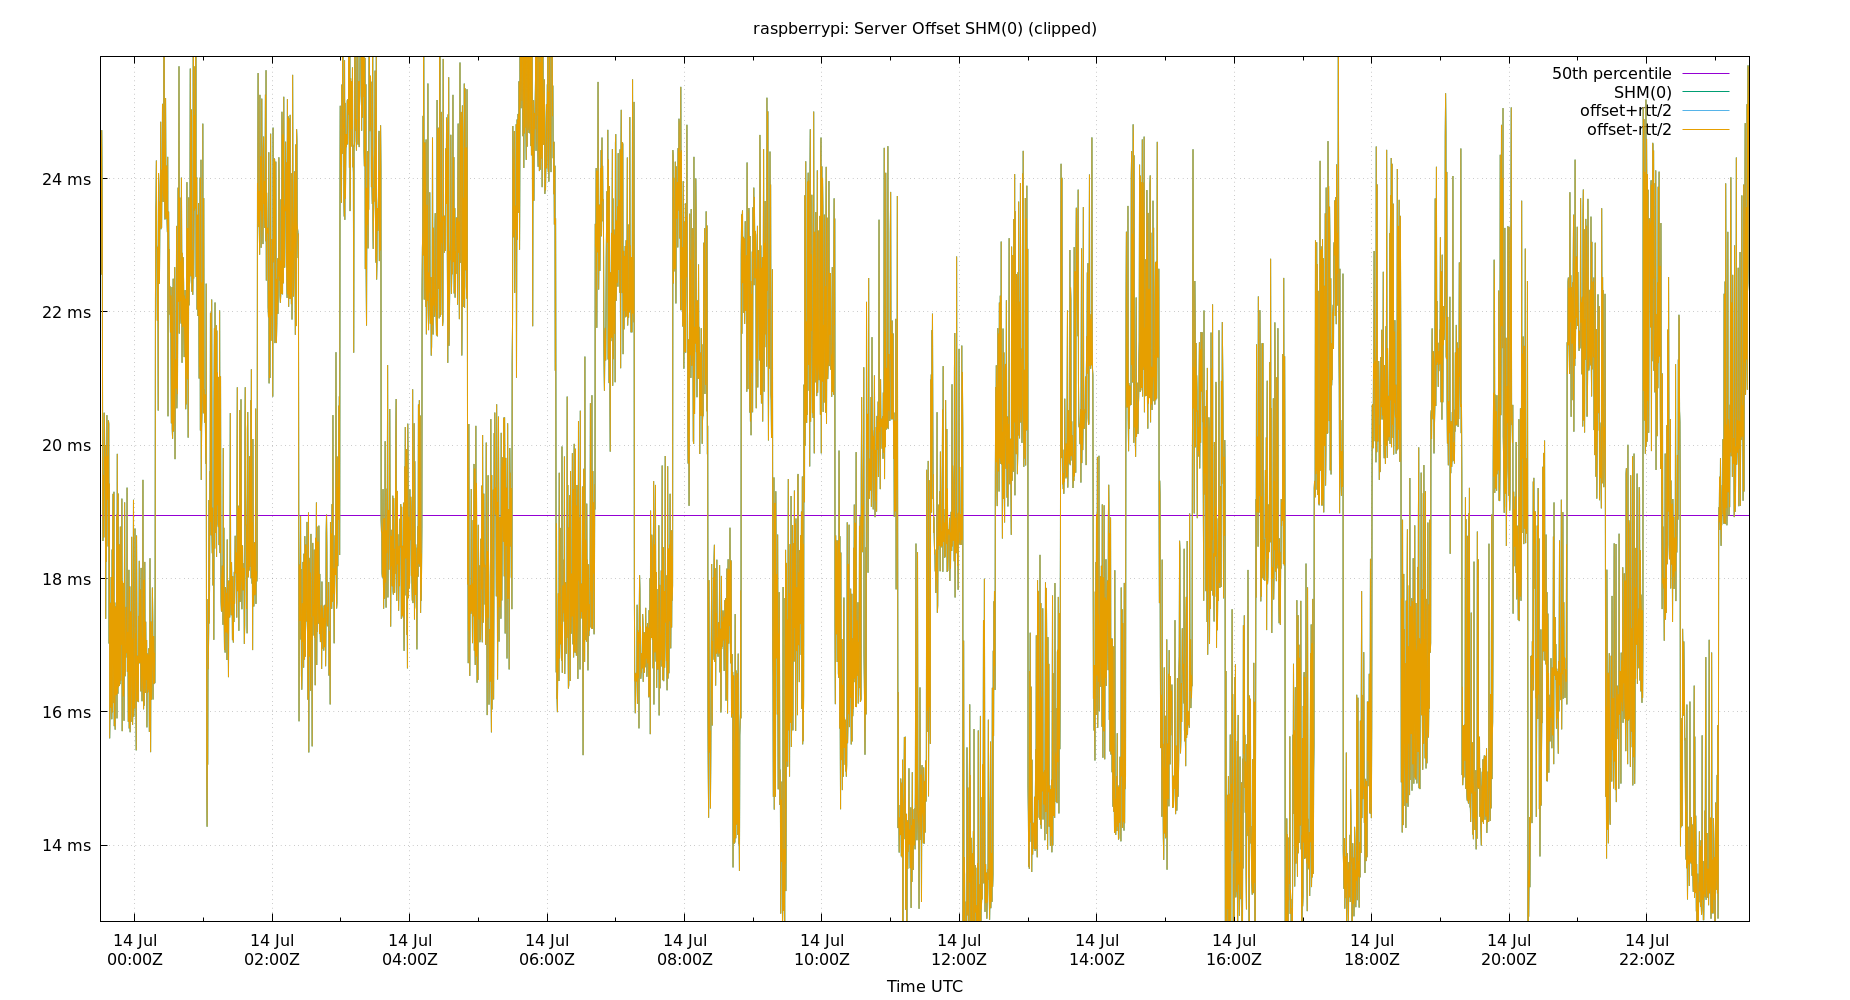 raspberrypi: Server Offset SHM(0) (clipped)
50th percentile
SHM(0)
offset+rtt/2
offset-rtt/2
24 ms
22 ms
20 ms
18 ms
16 ms
14 ms
14 Jul 14 Jul 14 Jul 14 Jul 14 Jul 14 Jul 14 Jul 14 Jul 14 Jul 14 Jul 14 Jul 14 Jul
00:00Z 02:00Z 04:00Z 06:00Z 08:00Z 10:00Z 12:00Z 14:00Z 16:00Z 18:00Z 20:00Z 22:00Z
Time UTC